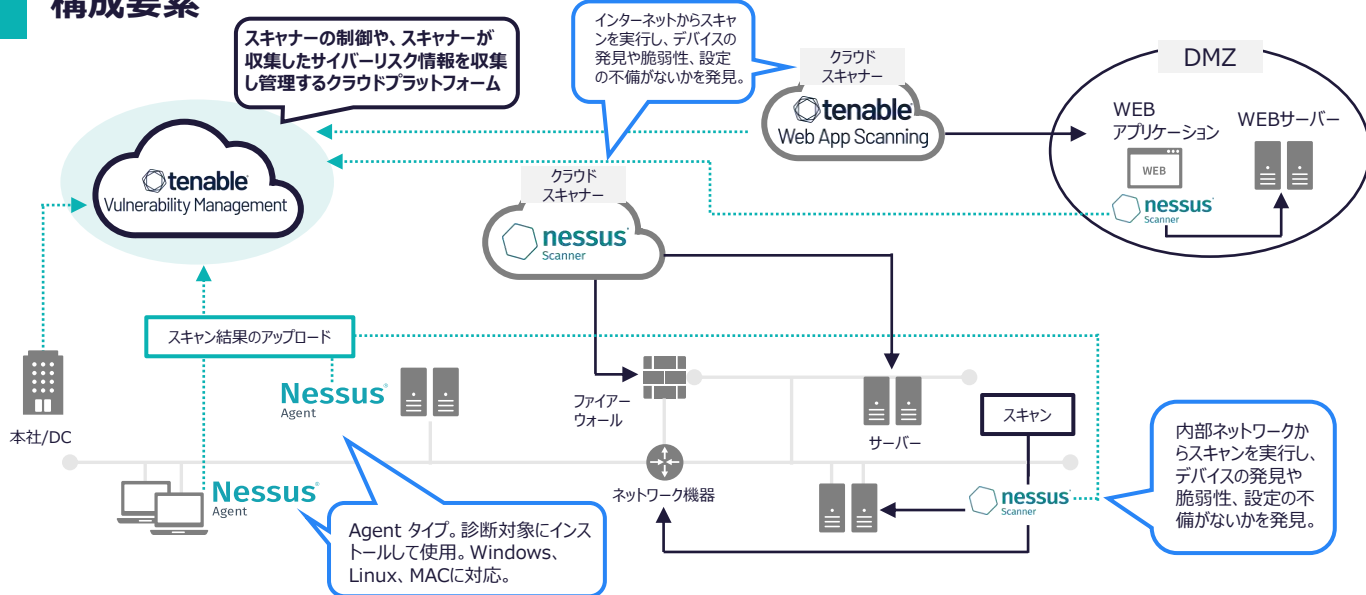 構成要素
スキャナーの制御や、スキャナーが
収集したサイバーリスク情報を収集
し管理するクラウドプラットフォーム
インターネットからスキャ
ンを実行し、デバイスの
発見や脆弱性、設定
の不備がないかを発見。
クラウド
スキャナー
tenable
Web App Scanning
DMZ
WEB
アプリケーション
WEBサーバー
WEB
nessus
Scanner
tenable
Vulnerability Management
クラウド
スキャナー
nessus
Scanner
スキャン結果のアップロード
本社/DC
Nessus
Agent
ファイアー
ウォール
サーバー
スキャン
内部ネットワークか
らスキャンを実行し、
デバイスの発見や
脆弱性、設定の不
備がないかを発見。
Nessus
Agent
ネットワーク機器
nessus
Scanner
Agent タイプ。診断対象にインス
トールして使用。Windows、
Linux、MACに対応。